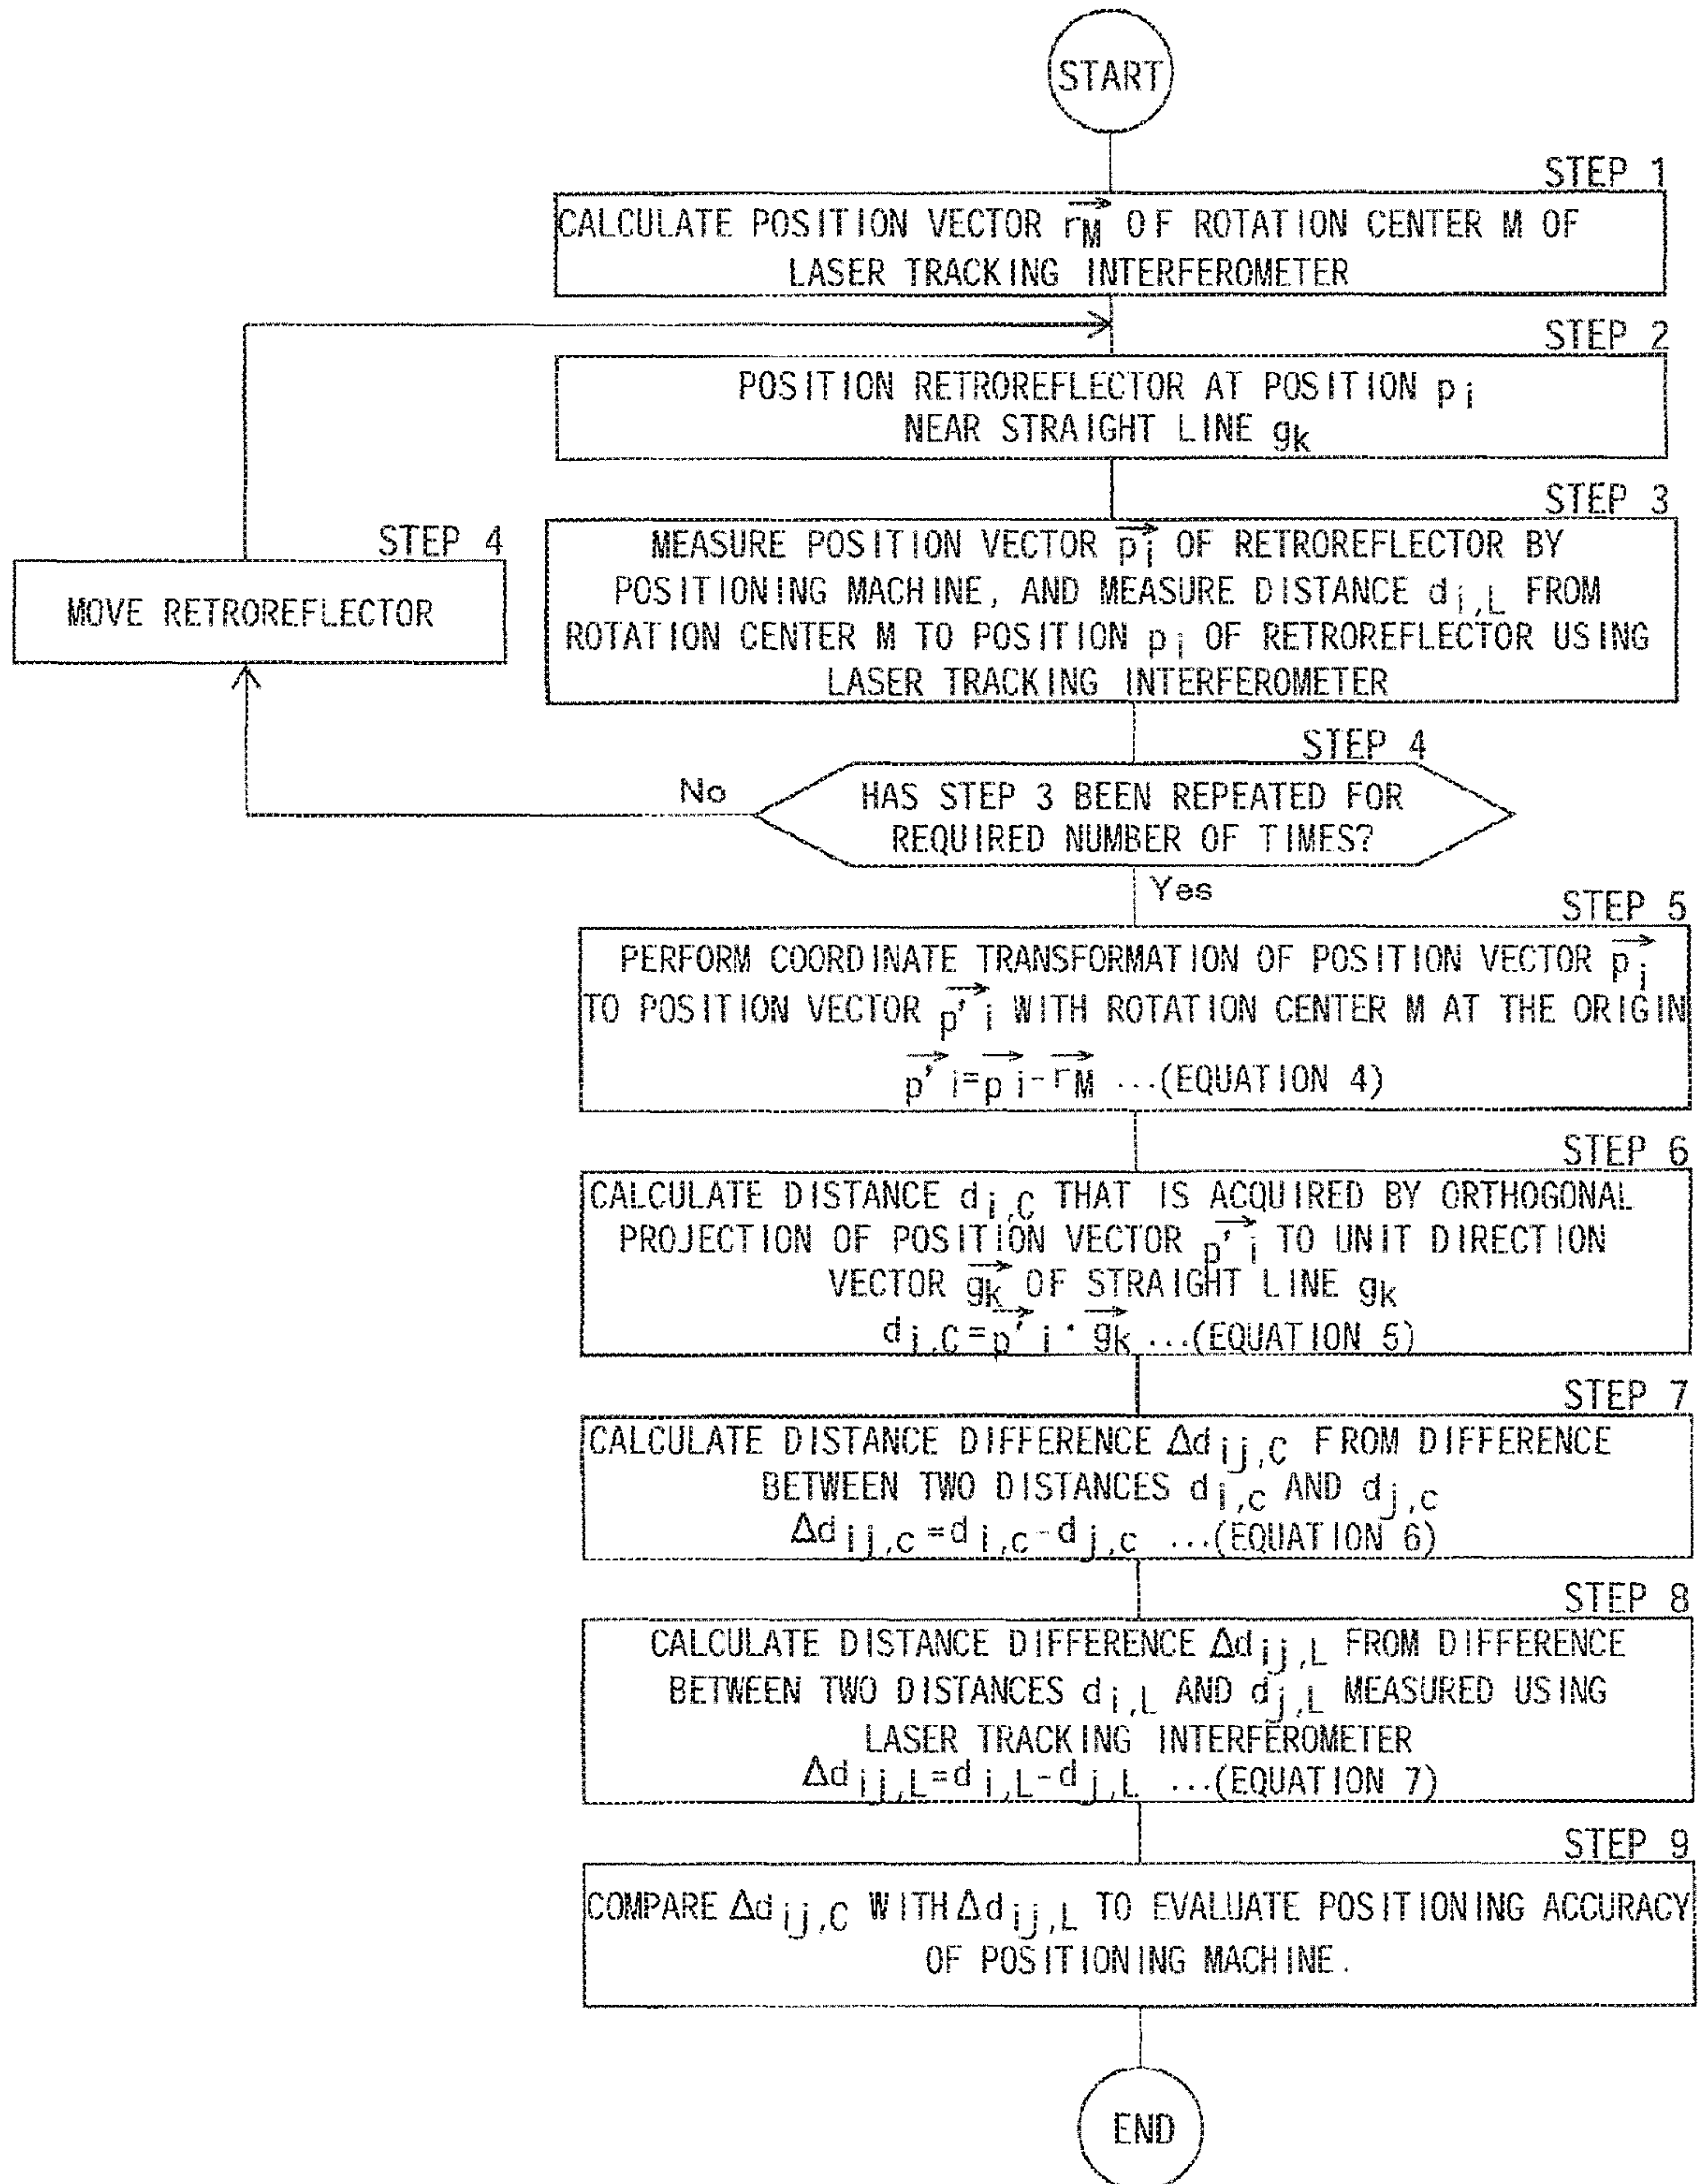 START
STEP 1
CALCULATE POSITION VECTOR r⃗M OF ROTATION CENTER M OF
LASER TRACKING INTERFEROMETER
STEP 2
POSITION RETROREFLECTOR AT POSITION pi
NEAR STRAIGHT LINE gk
STEP 3
MEASURE POSITION VECTOR p⃗i OF RETROREFLECTOR BY
POSITIONING MACHINE, AND MEASURE DISTANCE di,L FROM
ROTATION CENTER M TO POSITION pi OF RETROREFLECTOR USING
LASER TRACKING INTERFEROMETER
STEP 4
MOVE RETROREFLECTOR
STEP 4
No
HAS STEP 3 BEEN REPEATED FOR
REQUIRED NUMBER OF TIMES?
Yes
STEP 5
PERFORM COORDINATE TRANSFORMATION OF POSITION VECTOR p⃗i
TO POSITION VECTOR p⃗'i WITH ROTATION CENTER M AT THE ORIGIN
p⃗'i=p⃗i-r⃗M ...(EQUATION 4)
STEP 6
CALCULATE DISTANCE di,C THAT IS ACQUIRED BY ORTHOGONAL
PROJECTION OF POSITION VECTOR p⃗'i TO UNIT DIRECTION
VECTOR g⃗k OF STRAIGHT LINE gk
di,C=p⃗'i·g⃗k ...(EQUATION 5)
STEP 7
CALCULATE DISTANCE DIFFERENCE Δdij,C FROM DIFFERENCE
BETWEEN TWO DISTANCES di,c AND dj,c
Δdij,c=di,c-dj,c ...(EQUATION 6)
STEP 8
CALCULATE DISTANCE DIFFERENCE Δdij,L FROM DIFFERENCE
BETWEEN TWO DISTANCES di,L AND dj,L MEASURED USING
LASER TRACKING INTERFEROMETER
Δdij,L=di,L-dj,L ...(EQUATION 7)
STEP 9
COMPARE Δdij,C WITH Δdij,L TO EVALUATE POSITIONING ACCURACY
OF POSITIONING MACHINE.
END